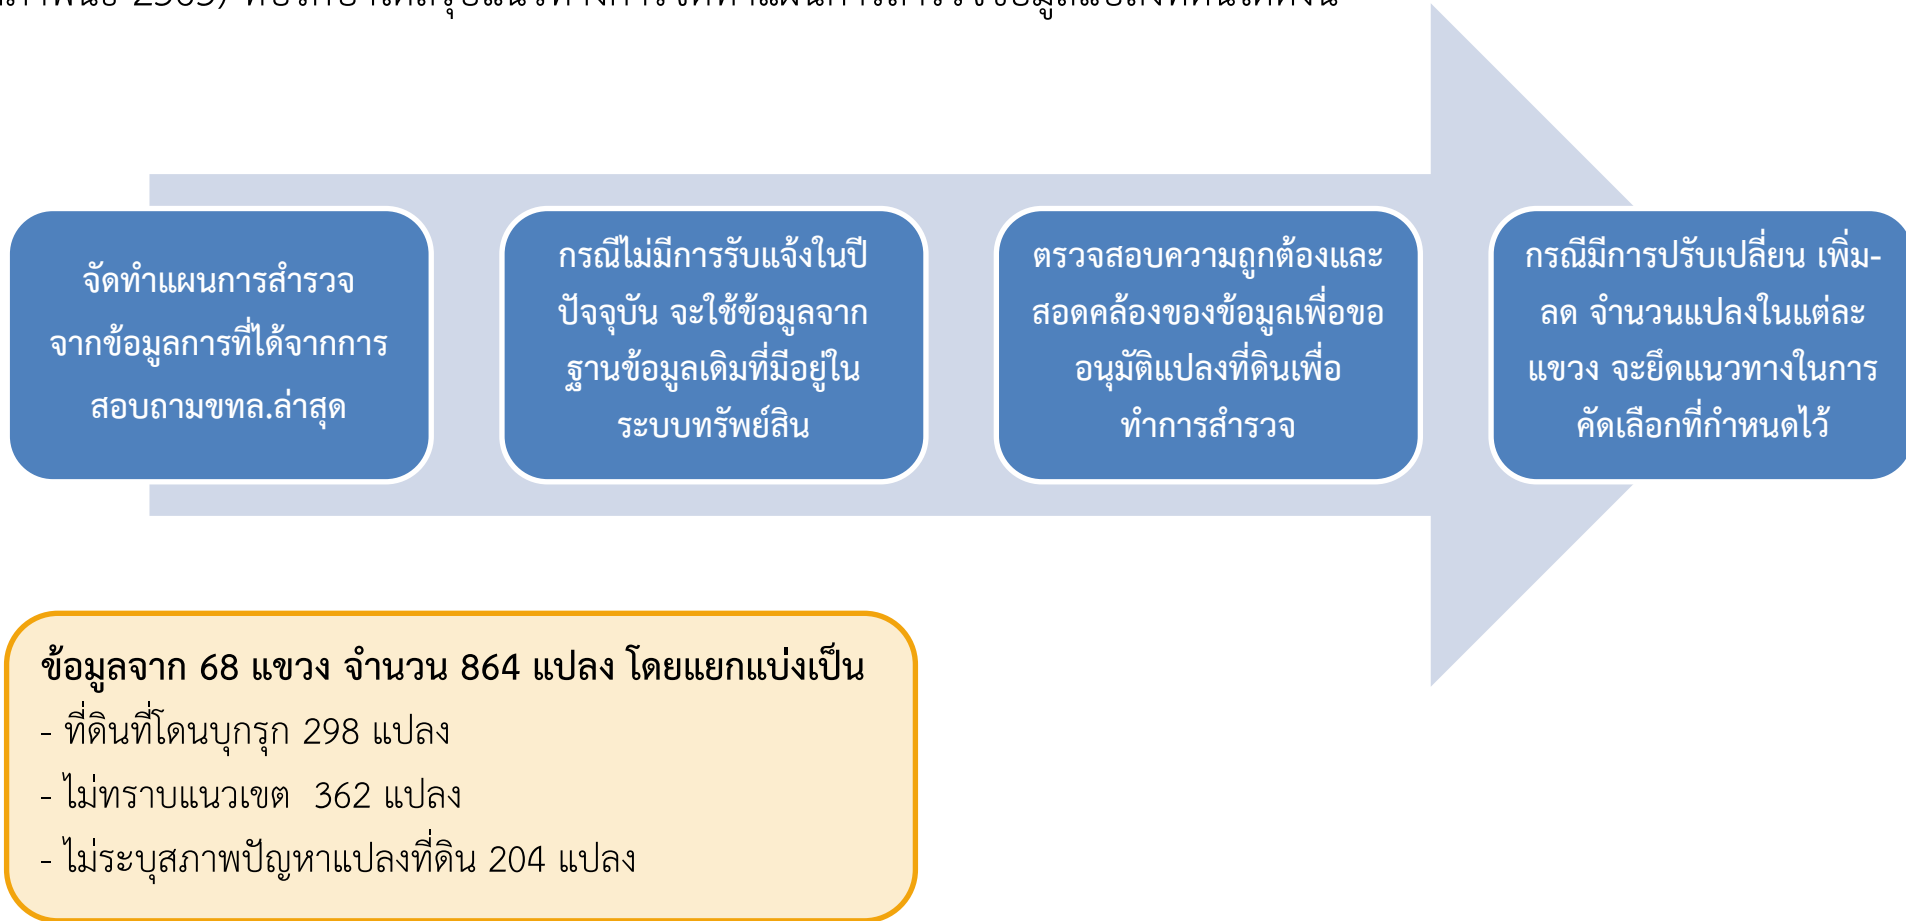 จัดทำแผนการสำรวจ
จากข้อมูลการที่ได้จากการ
สอบถามขทล.ล่าสุด
กรณีไม่มีการรับแจ้งในปี
ปัจจุบัน จะใช้ข้อมูลจาก
ฐานข้อมูลเดิมที่มีอยู่ใน
ระบบทรัพย์สิน
ตรวจสอบความถูกต้องและ
สอดคล้องของข้อมูลเพื่อขอ
อนุมัติแปลงที่ดินเพื่อ
ทำการสำรวจ
กรณีมีการปรับเปลี่ยน เพิ่ม-
ลด จำนวนแปลงในแต่ละ
แขวง จะยึดแนวทางในการ
คัดเลือกที่กำหนดไว้
ข้อมูลจาก 68 แขวง จำนวน 864 แปลง โดยแยกแบ่งเป็น
- ที่ดินที่โดนบุกรุก 298 แปลง
- ไม่ทราบแนวเขต  362 แปลง
- ไม่ระบุสภาพปัญหาแปลงที่ดิน 204 แปลง